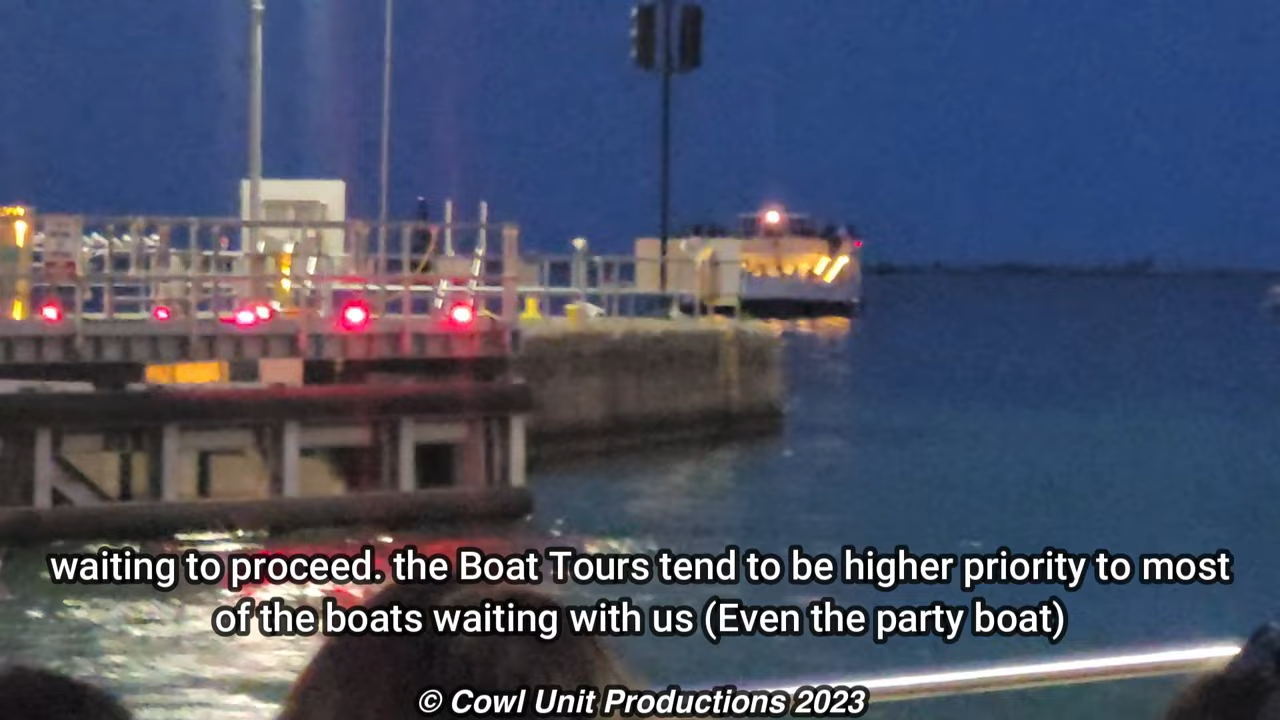 waiting to proceed. the Boat Tours tend to be higher priority to most
of the boats waiting with us (Even the party boat)
© Cowl Unit Productions 2023